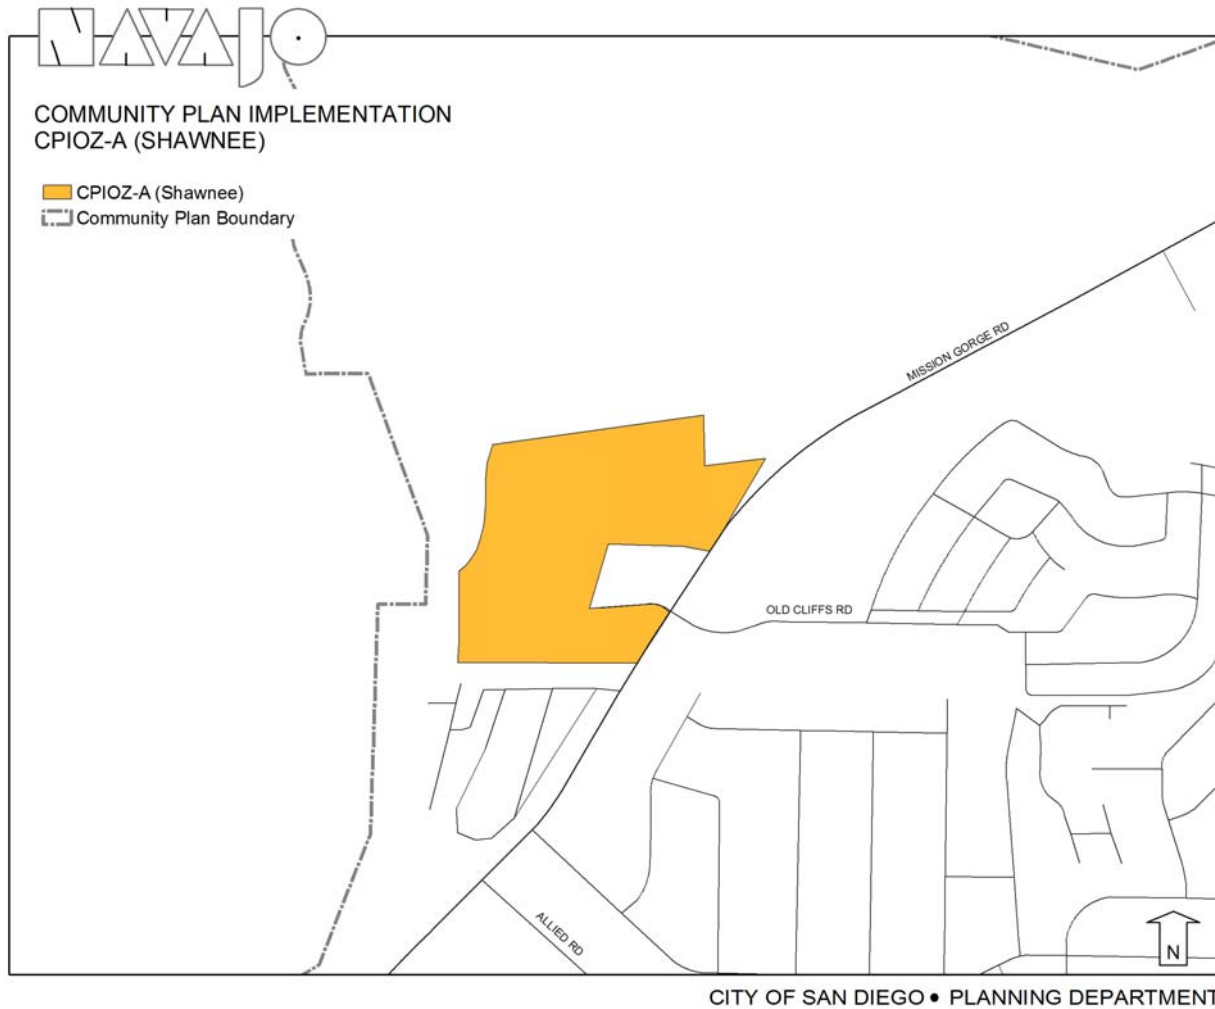 NAVAJO
COMMUNITY PLAN IMPLEMENTATION
CPIOZ-A (SHAWNEE)
CPIOZ-A (Shawnee)
Community Plan Boundary
MISSION GORGE RD
OLD CLIFFS RD
ALLIED RD
N
CITY OF SAN DIEGO • PLANNING DEPARTMENT